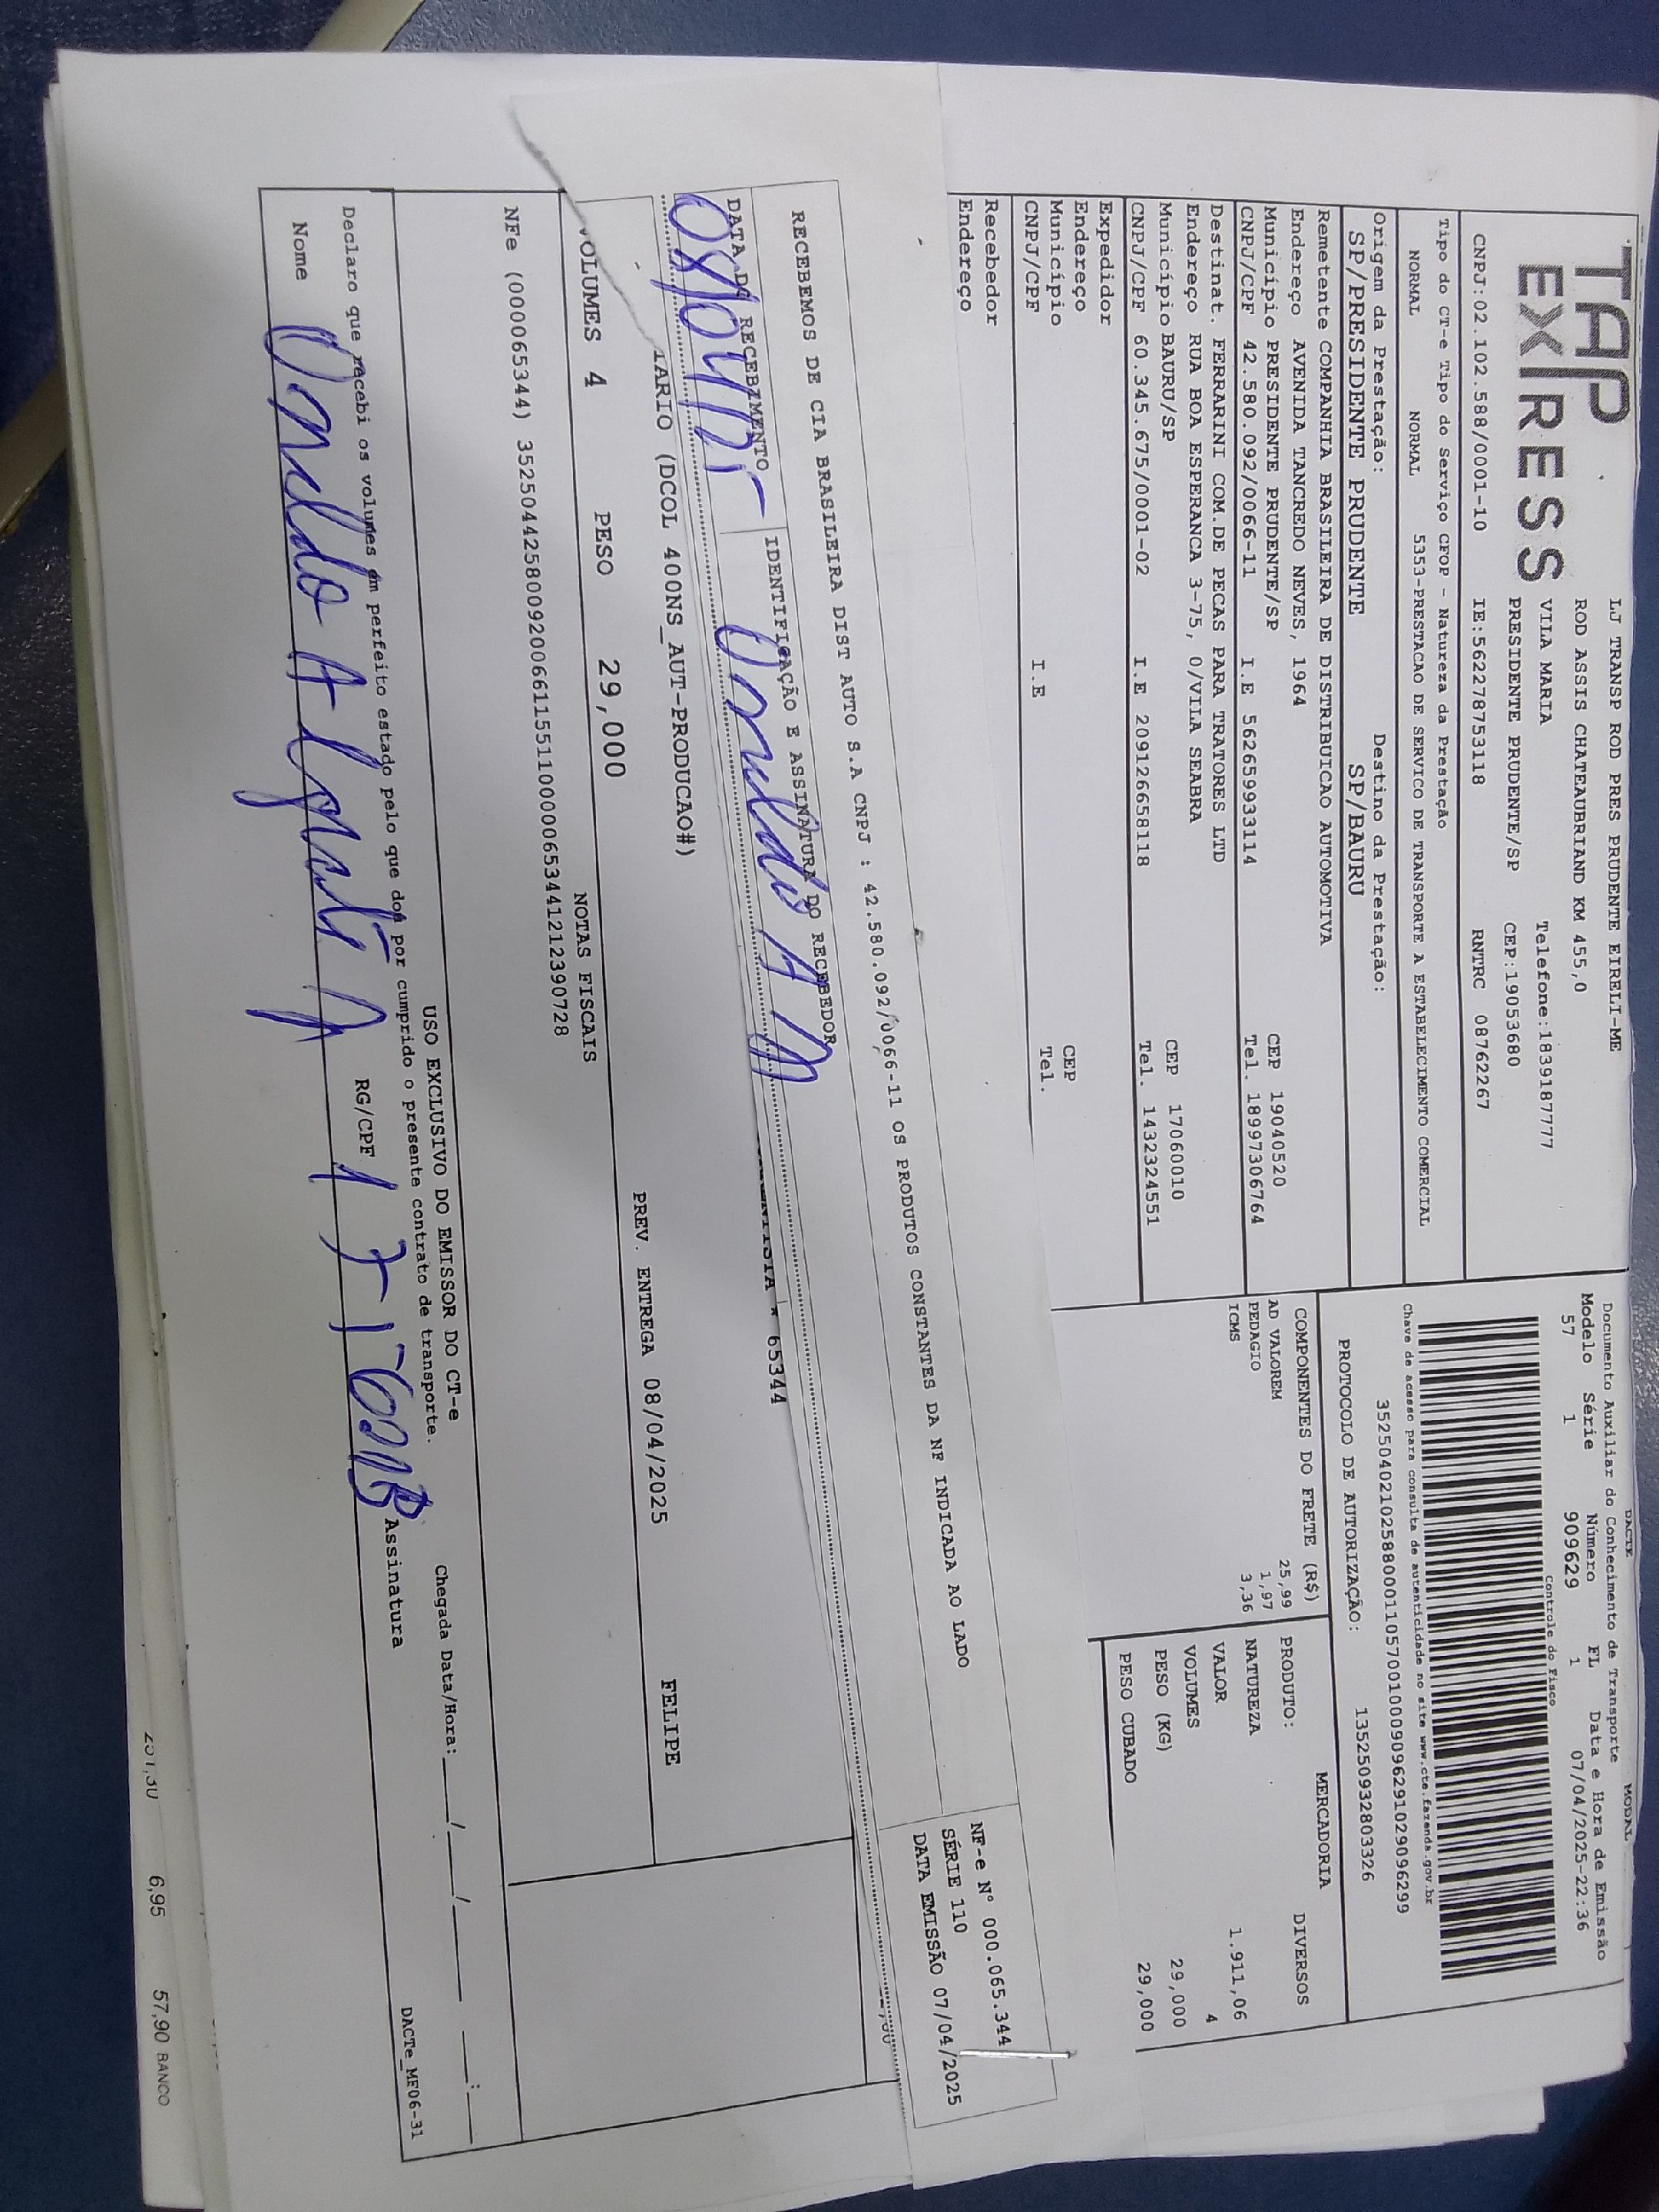 TAP
EXPRESS
LJ TRANSP ROD PRES PRUDENTE EIRELI-ME
ROD ASSIS CHATEAUBRIAND KM 455,0
VILA MARIA Telefone:1839187777
PRESIDENTE PRUDENTE/SP CEP:19053680
CNPJ:02.102.588/0001-10 IE:562278753118 RNTRC 08762267
Tipo do CT-e Tipo do Serviço CFOP - Natureza da Prestação
NORMAL NORMAL 5353-PRESTACAO DE SERVICO DE TRANSPORTE A ESTABELECIMENTO COMERCIAL
Origem da Prestação: Destino da Prestação:
SP/PRESIDENTE PRUDENTE SP/BAURU
Remetente COMPANHIA BRASILEIRA DE DISTRIBUICAO AUTOMOTIVA
Endereço AVENIDA TANCREDO NEVES, 1964
Município PRESIDENTE PRUDENTE/SP CEP 19040520
CNPJ/CPF 42.580.092/0066-11 I.E 562659933114 Tel. 18997306764
Destinat. FERRARINI COM.DE PECAS PARA TRATORES LTD
Endereço RUA BOA ESPERANCA 3-75, 0/VILA SEABRA
Município BAURU/SP CEP 17060010
CNPJ/CPF 60.345.675/0001-02 I.E 209126658118 Tel. 1432324551
Expedidor
Endereço
Município CEP
CNPJ/CPF I.E Tel.
Recebedor
Endereço
DACTE MODAL
Documento Auxiliar do Conhecimento de Transporte
Modelo Série Número FL Data e Hora de Emissão
57 1 909629 1 07/04/2025-22:36
Controle do Fisco
Chave de acesso para consulta de autenticidade no site www.cte.fazenda.gov.br
35250402102588000110570010009096291029096299
PROTOCOLO DE AUTORIZAÇÃO: 135250932803326
COMPONENTES DO FRETE (R$)
AD VALOREM 25,99
PEDAGIO 1,97
ICMS 3,36
MERCADORIA
PRODUTO: DIVERSOS
NATUREZA
VALOR 1.911,06
VOLUMES 4
PESO (KG) 29,000
PESO CUBADO 29,000
RECEBEMOS DE CIA BRASILEIRA DIST AUTO S.A CNPJ : 42.580.092/0066-11 OS PRODUTOS CONSTANTES DA NF INDICADA AO LADO
NF-e Nº 000.065.344
SÉRIE 110
DATA EMISSÃO 07/04/2025
DATA DO RECEBIMENTO IDENTIFICAÇÃO E ASSINATURA DO RECEBEDOR
* 65344
IARIO (DCOL 400NS_AUT-PRODUCAO#)
PREV. ENTREGA 08/04/2025 FELIPE
VOLUMES 4 PESO 29,000
NOTAS FISCAIS
NFe (000065344) 35250442580092006611551100000653441212390728
USO EXCLUSIVO DO EMISSOR DO CT-e
Declaro que recebi os volumes em perfeito estado pelo que dou por cumprido o presente contrato de transporte.
Chegada Data/Hora: __/__/____ __:__
Nome RG/CPF Assinatura
DACTe_MF06-31
6,95 57,90 BANCO